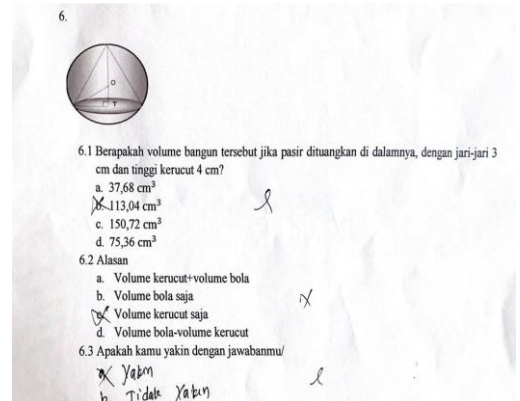 6.
O
T
6.1 Berapakah volume bangun tersebut jika pasir dituangkan di dalamnya, dengan jari-jari 3
cm dan tinggi kerucut 4 cm?
a. 37,68 cm³
b. 113,04 cm³
c. 150,72 cm³
d. 75,36 cm³
6.2 Alasan
a. Volume kerucut+volume bola
b. Volume bola saja
c. Volume kerucut saja
d. Volume bola-volume kerucut
6.3 Apakah kamu yakin dengan jawabanmu/
a Yakin
b Tidak Yakin